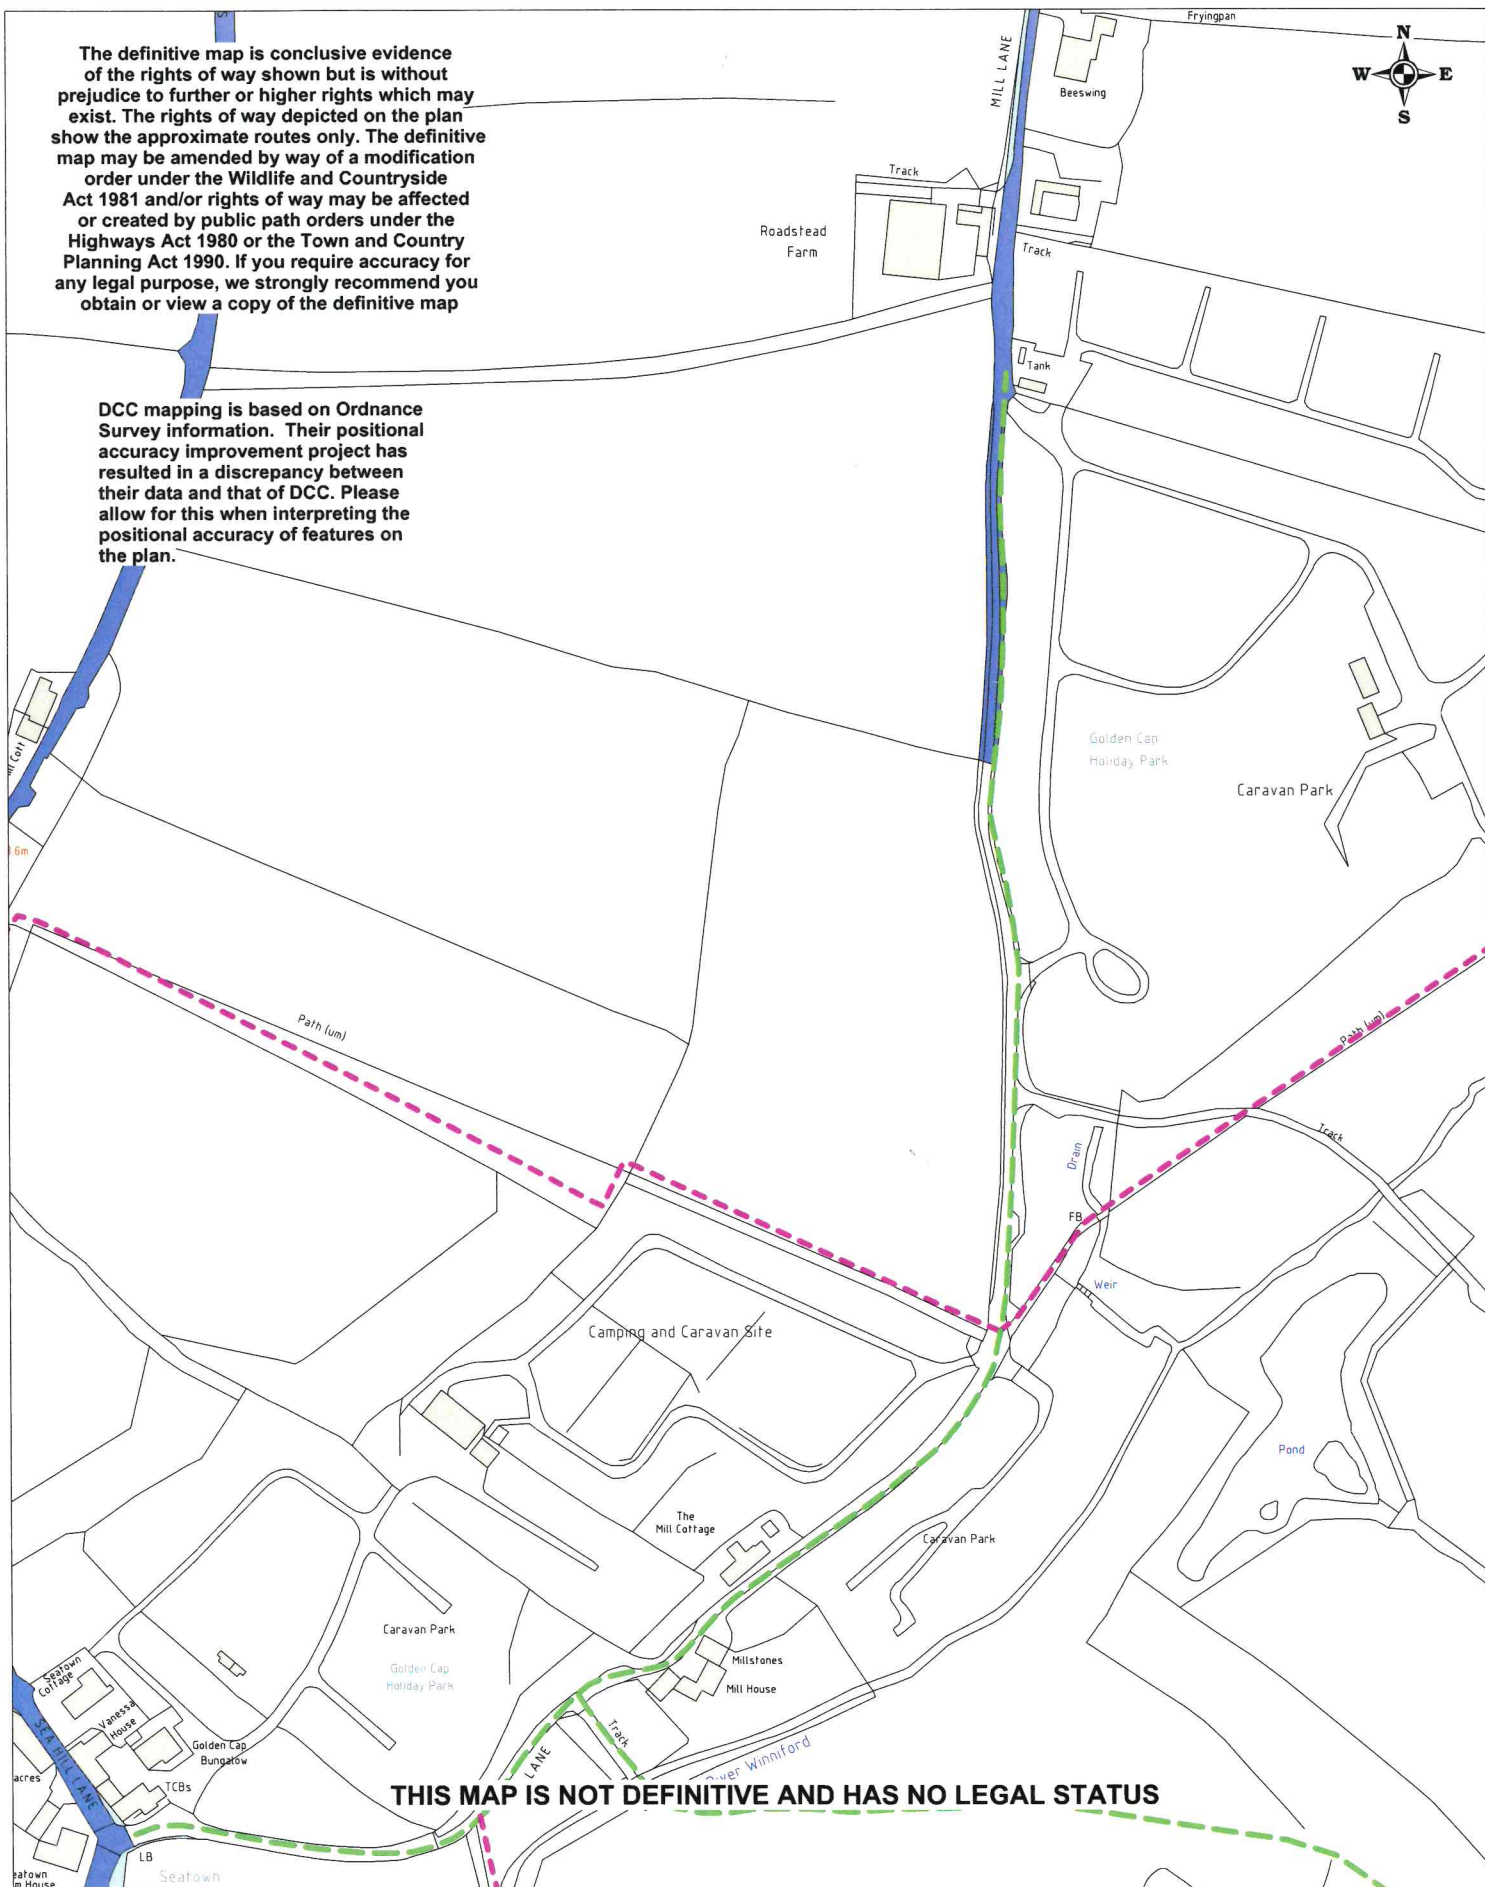 The definitive map is conclusive evidence
of the rights of way shown but is without
prejudice to further or higher rights which may
exist. The rights of way depicted on the plan
show the approximate routes only. The definitive
map may be amended by way of a modification
order under the Wildlife and Countryside
Act 1981 and/or rights of way may be affected
or created by public path orders under the
Highways Act 1980 or the Town and Country
Planning Act 1990. If you require accuracy for
any legal purpose, we strongly recommend you
obtain or view a copy of the definitive map
DCC mapping is based on Ordnance
Survey information. Their positional
accuracy improvement project has
resulted in a discrepancy between
their data and that of DCC. Please
allow for this when interpreting the
positional accuracy of features on
the plan.
Fryingpan
N
W E
S
MILL LANE
Beeswing
Track
Roadstead
Farm
Track
Tank
Golden Cap
Holiday Park
Caravan Park
Cott
Path (um)
Path (um)
Track
Drain
FB
Weir
Camping and Caravan Site
Pond
The
Mill Cottage
Caravan Park
Caravan Park
Golden Cap
Holiday Park
Millstones
Mill House
Seatown
Cottage
Vanessa
House
Golden Cap
Bungalow
TCBs
SEA HILL LANE
acres
LANE
Track
River Winniford
THIS MAP IS NOT DEFINITIVE AND HAS NO LEGAL STATUS
LB
Seatown
eatown
m House